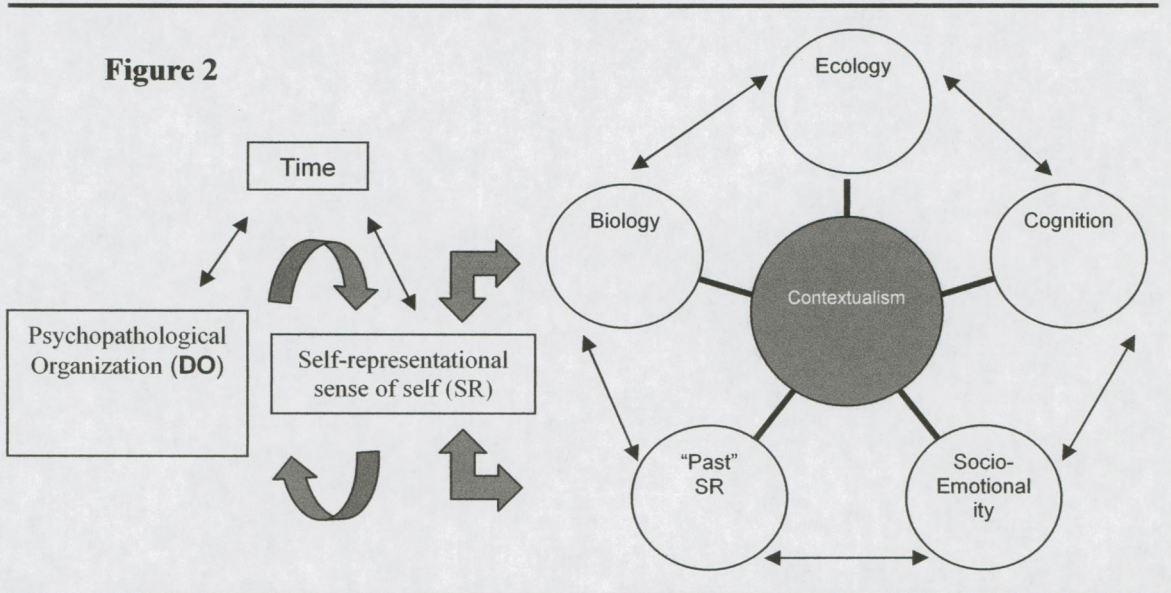 Figure 2
Time
Psychopathological
Organization (DO)
Self-representational
sense of self (SR)
Ecology
Biology
Cognition
Contextualism
"Past"
SR
Socio-
Emotional
ity